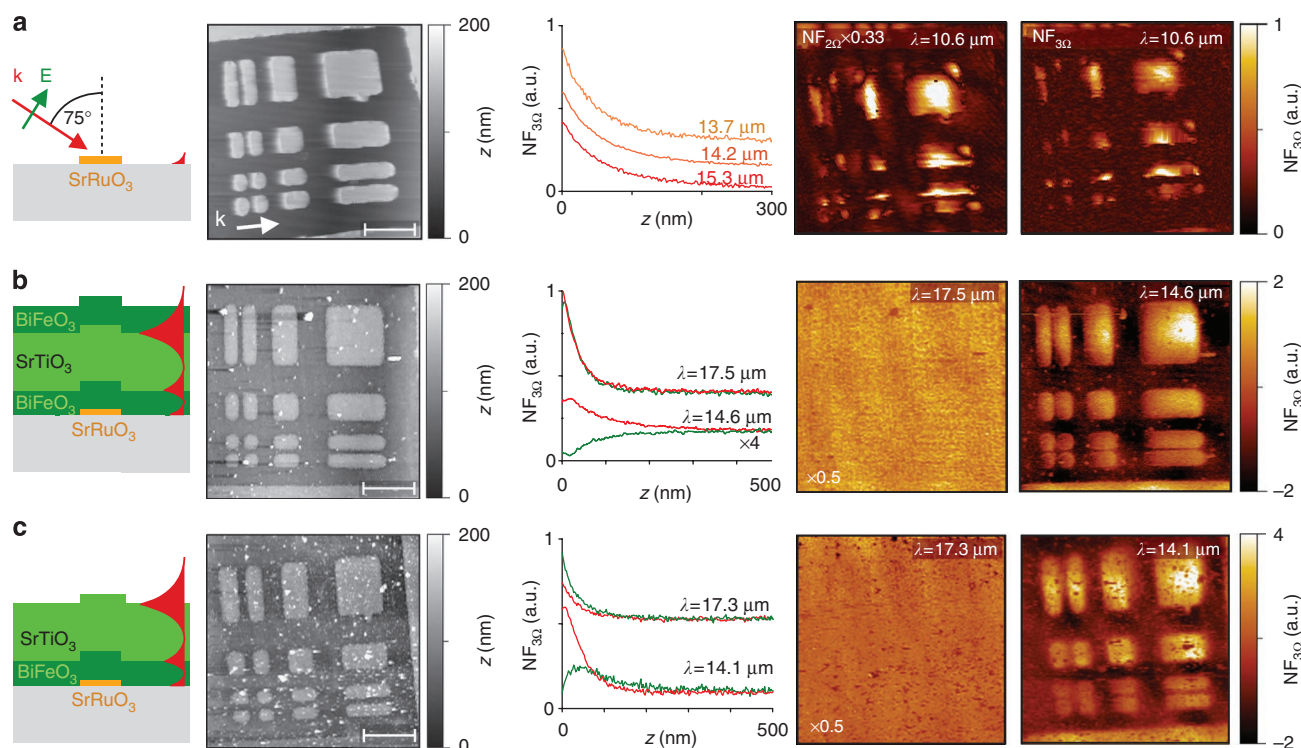 a
k
E
75°
SrRuO₃
200
z (nm)
0
k
1
NF₃Ω (a.u.)
0
13.7 μm
14.2 μm
15.3 μm
0
300
z (nm)
NF₂Ω×0.33
λ=10.6 μm
NF₃Ω
λ=10.6 μm
1
NF₃Ω (a.u.)
0
b
BiFeO₃
SrTiO₃
BiFeO₃
SrRuO₃
200
z (nm)
0
1
NF₃Ω (a.u.)
0
λ=17.5 μm
λ=14.6 μm
×4
0
500
z (nm)
λ=17.5 μm
×0.5
λ=14.6 μm
2
NF₃Ω (a.u.)
−2
c
SrTiO₃
BiFeO₃
SrRuO₃
200
z (nm)
0
1
NF₃Ω (a.u.)
0
λ=17.3 μm
λ=14.1 μm
0
500
z (nm)
λ=17.3 μm
×0.5
λ=14.1 μm
4
NF₃Ω (a.u.)
−2